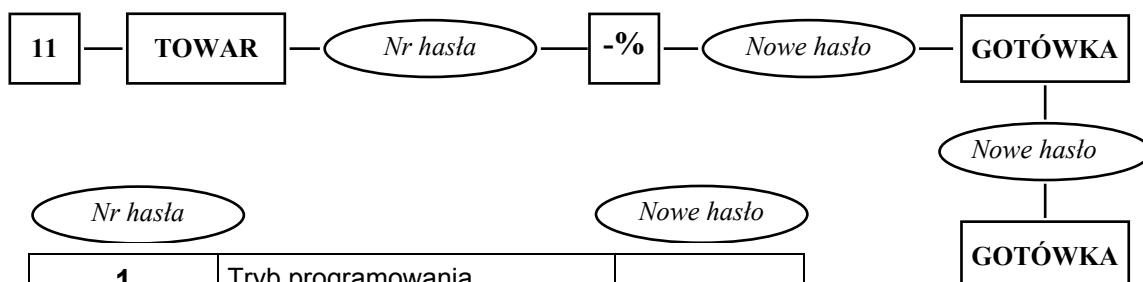 11 TOWAR Nr hasła -% Nowe hasło GOTÓWKA
Nowe hasło
Nr hasła Nowe hasło
GOTÓWKA
1 Tryb programowania